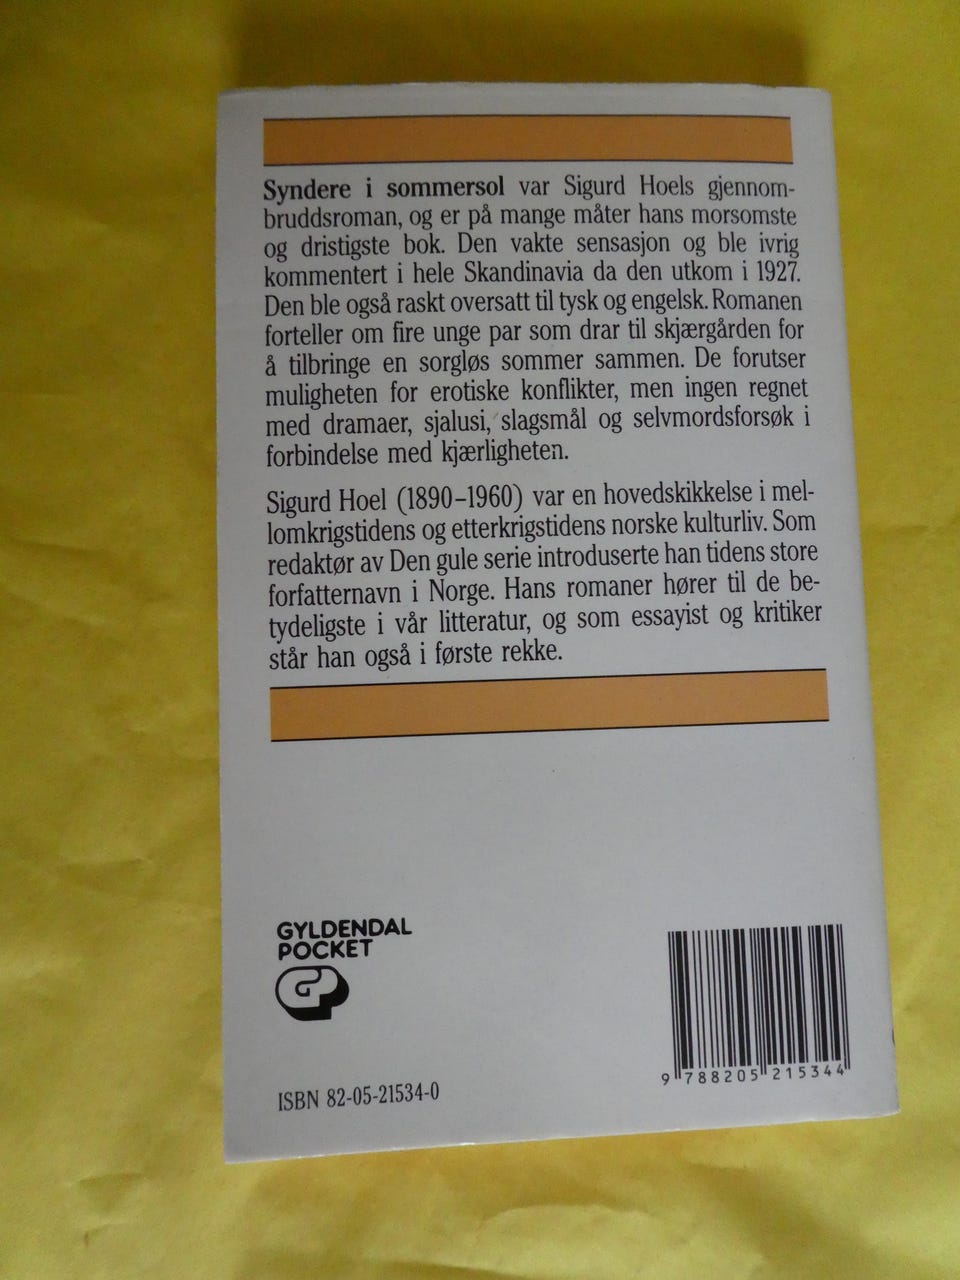 Syndere i sommersol var Sigurd Hoels gjennom-
bruddsroman, og er på mange måter hans morsomste
og dristigste bok. Den vakte sensasjon og ble ivrig
kommentert i hele Skandinavia da den utkom i 1927.
Den ble også raskt oversatt til tysk og engelsk. Romanen
forteller om fire unge par som drar til skjærgården for
å tilbringe en sorgløs sommer sammen. De forutser
muligheten for erotiske konflikter, men ingen regnet
med dramaer, sjalusi, slagsmål og selvmordsforsøk i
forbindelse med kjærligheten.
Sigurd Hoel (1890–1960) var en hovedskikkelse i mel-
lomkrigstidens og etterkrigstidens norske kulturliv. Som
redaktør av Den gule serie introduserte han tidens store
forfatternavn i Norge. Hans romaner hører til de be-
tydeligste i vår litteratur, og som essayist og kritiker
står han også i første rekke.
GYLDENDAL
POCKET
GP
ISBN 82-05-21534-0
9 788205 215344